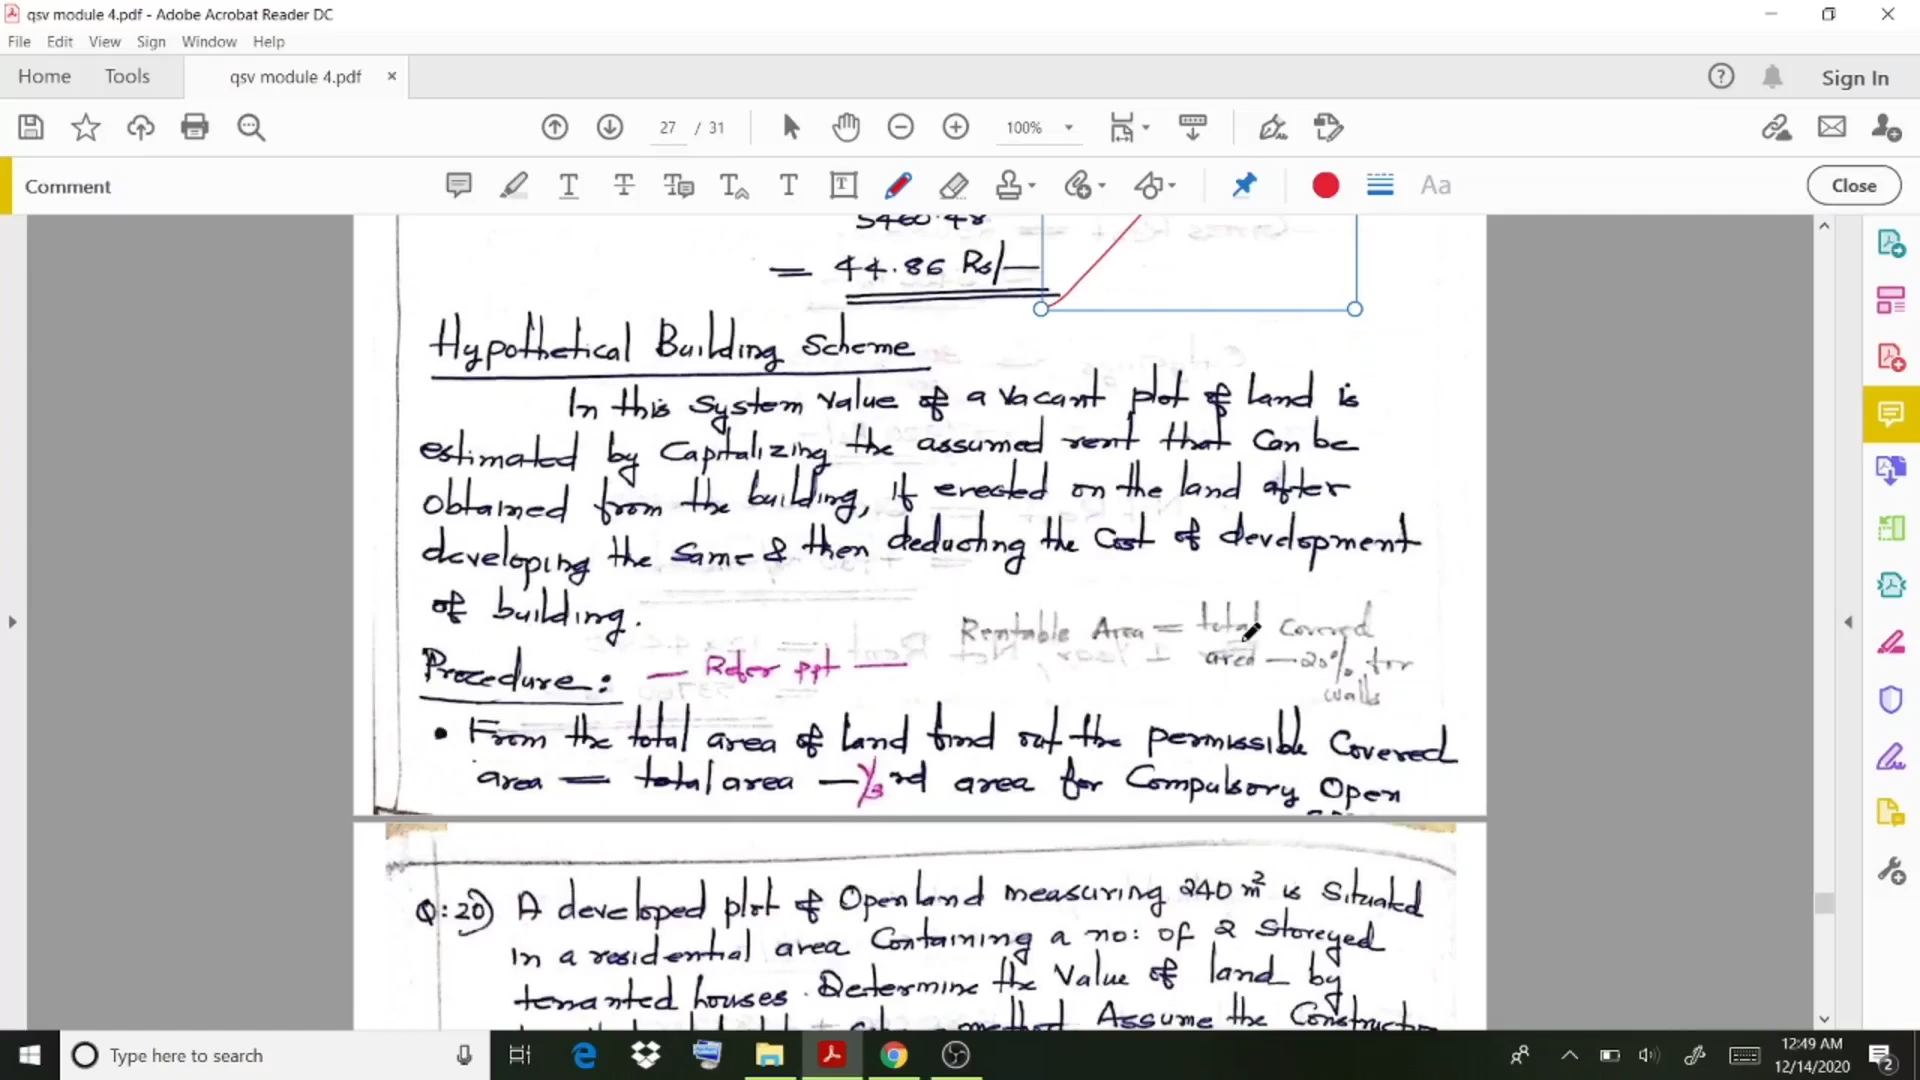 qsv module 4.pdf - Adobe Acrobat Reader DC
File Edit View Sign Window Help
Home Tools qsv module 4.pdf × Sign In
27 / 31 100%
Comment Close
= 44.86 Rs/—
Hypothetical Building Scheme
In this System value of a vacant plot of land is
estimated by Capitalizing the assumed rent that Can be
obtained from the building, if erected on the land after
developing the same & then deducting the Cost of development
of building.
Rentable Area = total Covered
area — 20% for
walls
Procedure: — Refer ppt —
• From the total area of land find out the permissible Covered
area = total area — 1/3rd area for Compulsory Open
Q:20) A developed plot of Open land measuring 240 m² is Situated
in a residential area Containing a no: of 2 Storeyed
tenanted houses. Determine the Value of land by
method Assume the Constructio
Type here to search
12:49 AM
12/14/2020
2